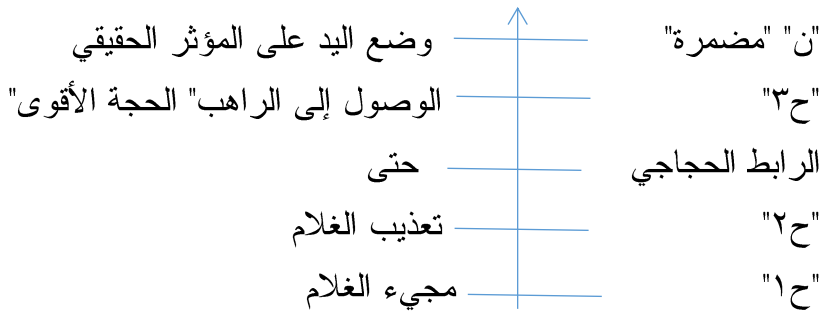 "ن" "مضمرة" وضع اليد على المؤثر الحقيقي
"ح٣" الوصول إلى الراهب" الحجة الأقوى"
الرابط الحجاجي حتى
"ح٢" تعذيب الغلام
"ح١" مجيء الغلام